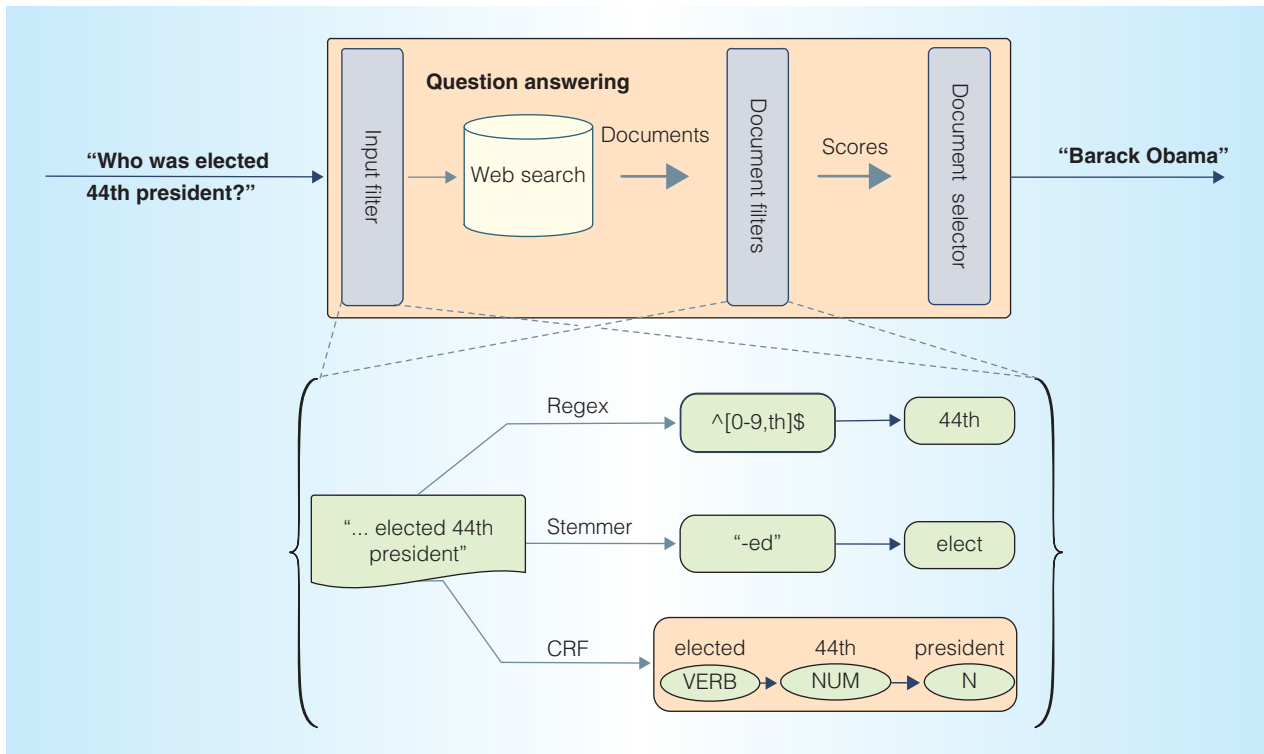 Question answering
“Who was elected
44th president?”
Input filter
Web search
Documents
Document filters
Scores
Document selector
“Barack Obama”
Regex
^[0-9,th]$
44th
“... elected 44th
president”
Stemmer
“-ed”
elect
CRF
elected 44th president
VERB NUM N